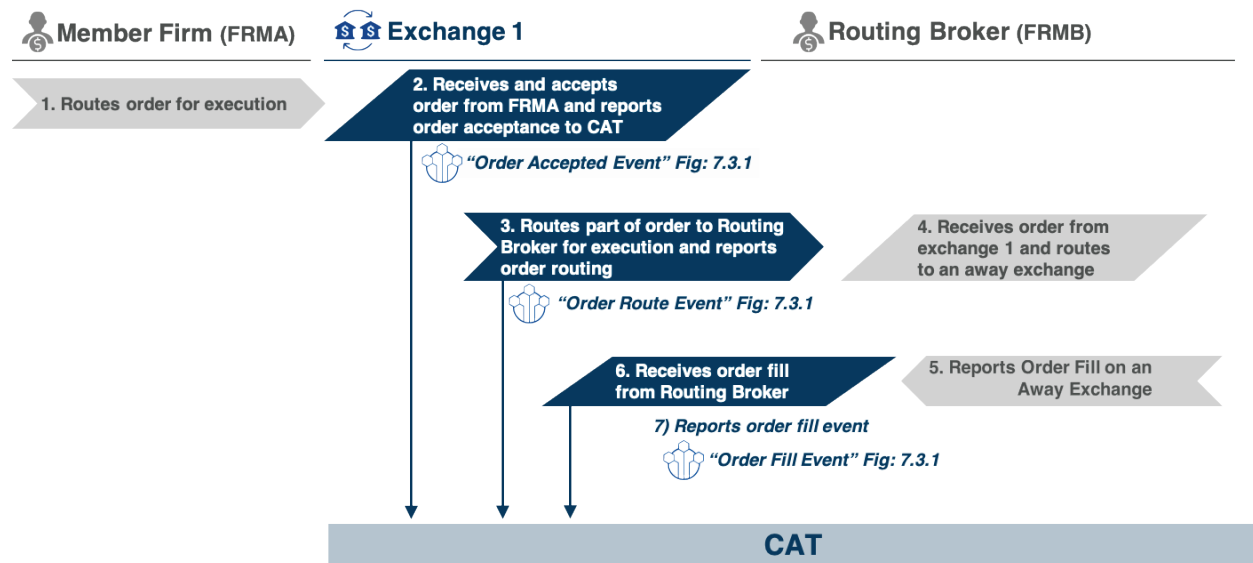 Member Firm (FRMA)
Exchange 1
Routing Broker (FRMB)
1. Routes order for execution
2. Receives and accepts
order from FRMA and reports
order acceptance to CAT
“Order Accepted Event” Fig: 7.3.1
3. Routes part of order to Routing
Broker for execution and reports
order routing
4. Receives order from
exchange 1 and routes
to an away exchange
“Order Route Event” Fig: 7.3.1
6. Receives order fill
from Routing Broker
5. Reports Order Fill on an
Away Exchange
7) Reports order fill event
“Order Fill Event” Fig: 7.3.1
CAT